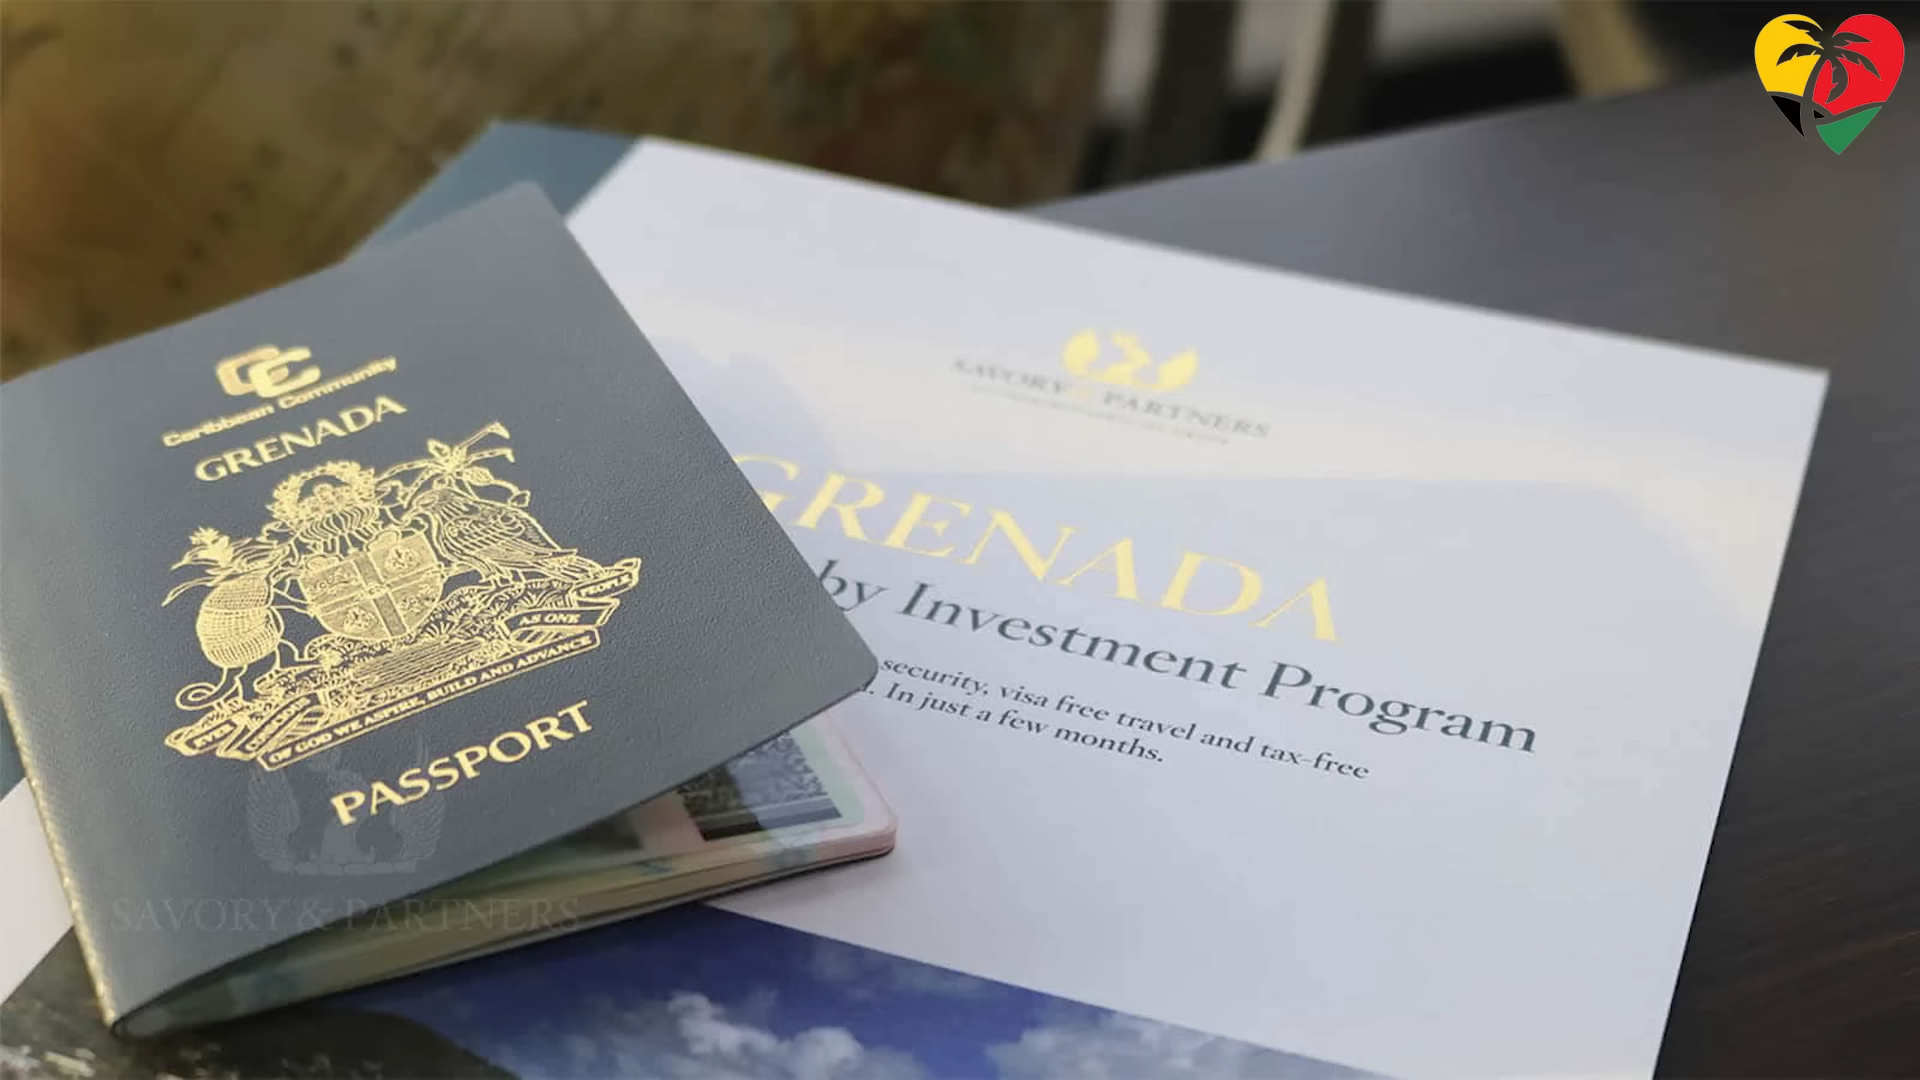 Caribbean Community
GRENADA
PEOPLE
AS ONE
EVER CONSCIOUS
OF GOD WE ASPIRE, BUILD AND ADVANCE
PASSPORT
SAVORY & PARTNERS
SAVORY & PARTNERS
GRENADA
by Investment Program
security, visa free travel and tax-free
In just a few months.